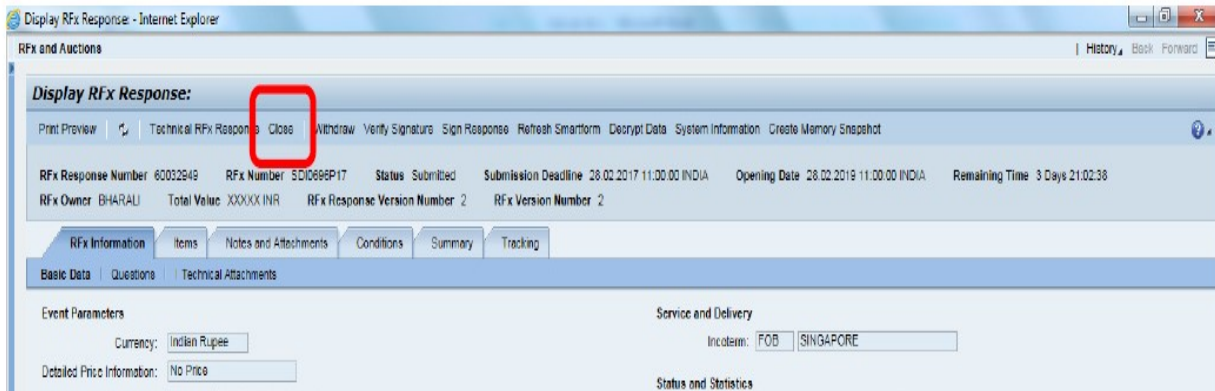 Display RFx Response: - Internet Explorer
RFx and Auctions | History Back Forward
Display RFx Response:
Print Preview Technical RFx Response Close Withdraw Verify Signature Sign Response Refresh Smartform Decrypt Data System Information Create Memory Snapshot
RFx Response Number 60032949 RFx Number SDI0696P17 Status Submitted Submission Deadline 28.02.2017 11:00:00 INDIA Opening Date 28.02.2019 11:00:00 INDIA Remaining Time 3 Days 21:02:38
RFx Owner BHARALI Total Value XXXXX INR RFx Response Version Number 2 RFx Version Number 2
RFx Information Items Notes and Attachments Conditions Summary Tracking
Basic Data | Questions | Technical Attachments
Event Parameters Service and Delivery
Currency: Indian Rupee Incoterm: FOB SINGAPORE
Detailed Price Information: No Price
Status and Statistics